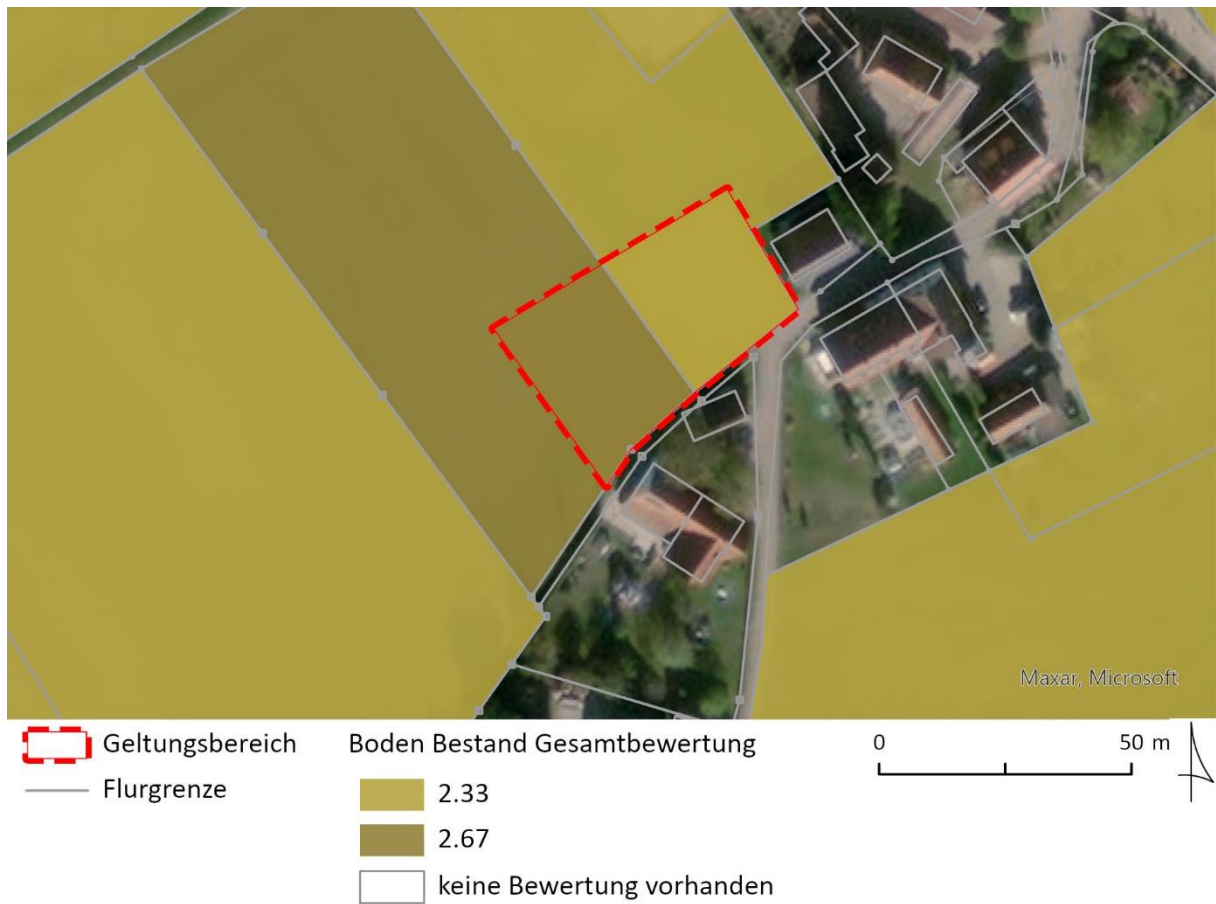 Maxar, Microsoft
Geltungsbereich Boden Bestand Gesamtbewertung 0 50 m
Flurgrenze
2.33
2.67
keine Bewertung vorhanden